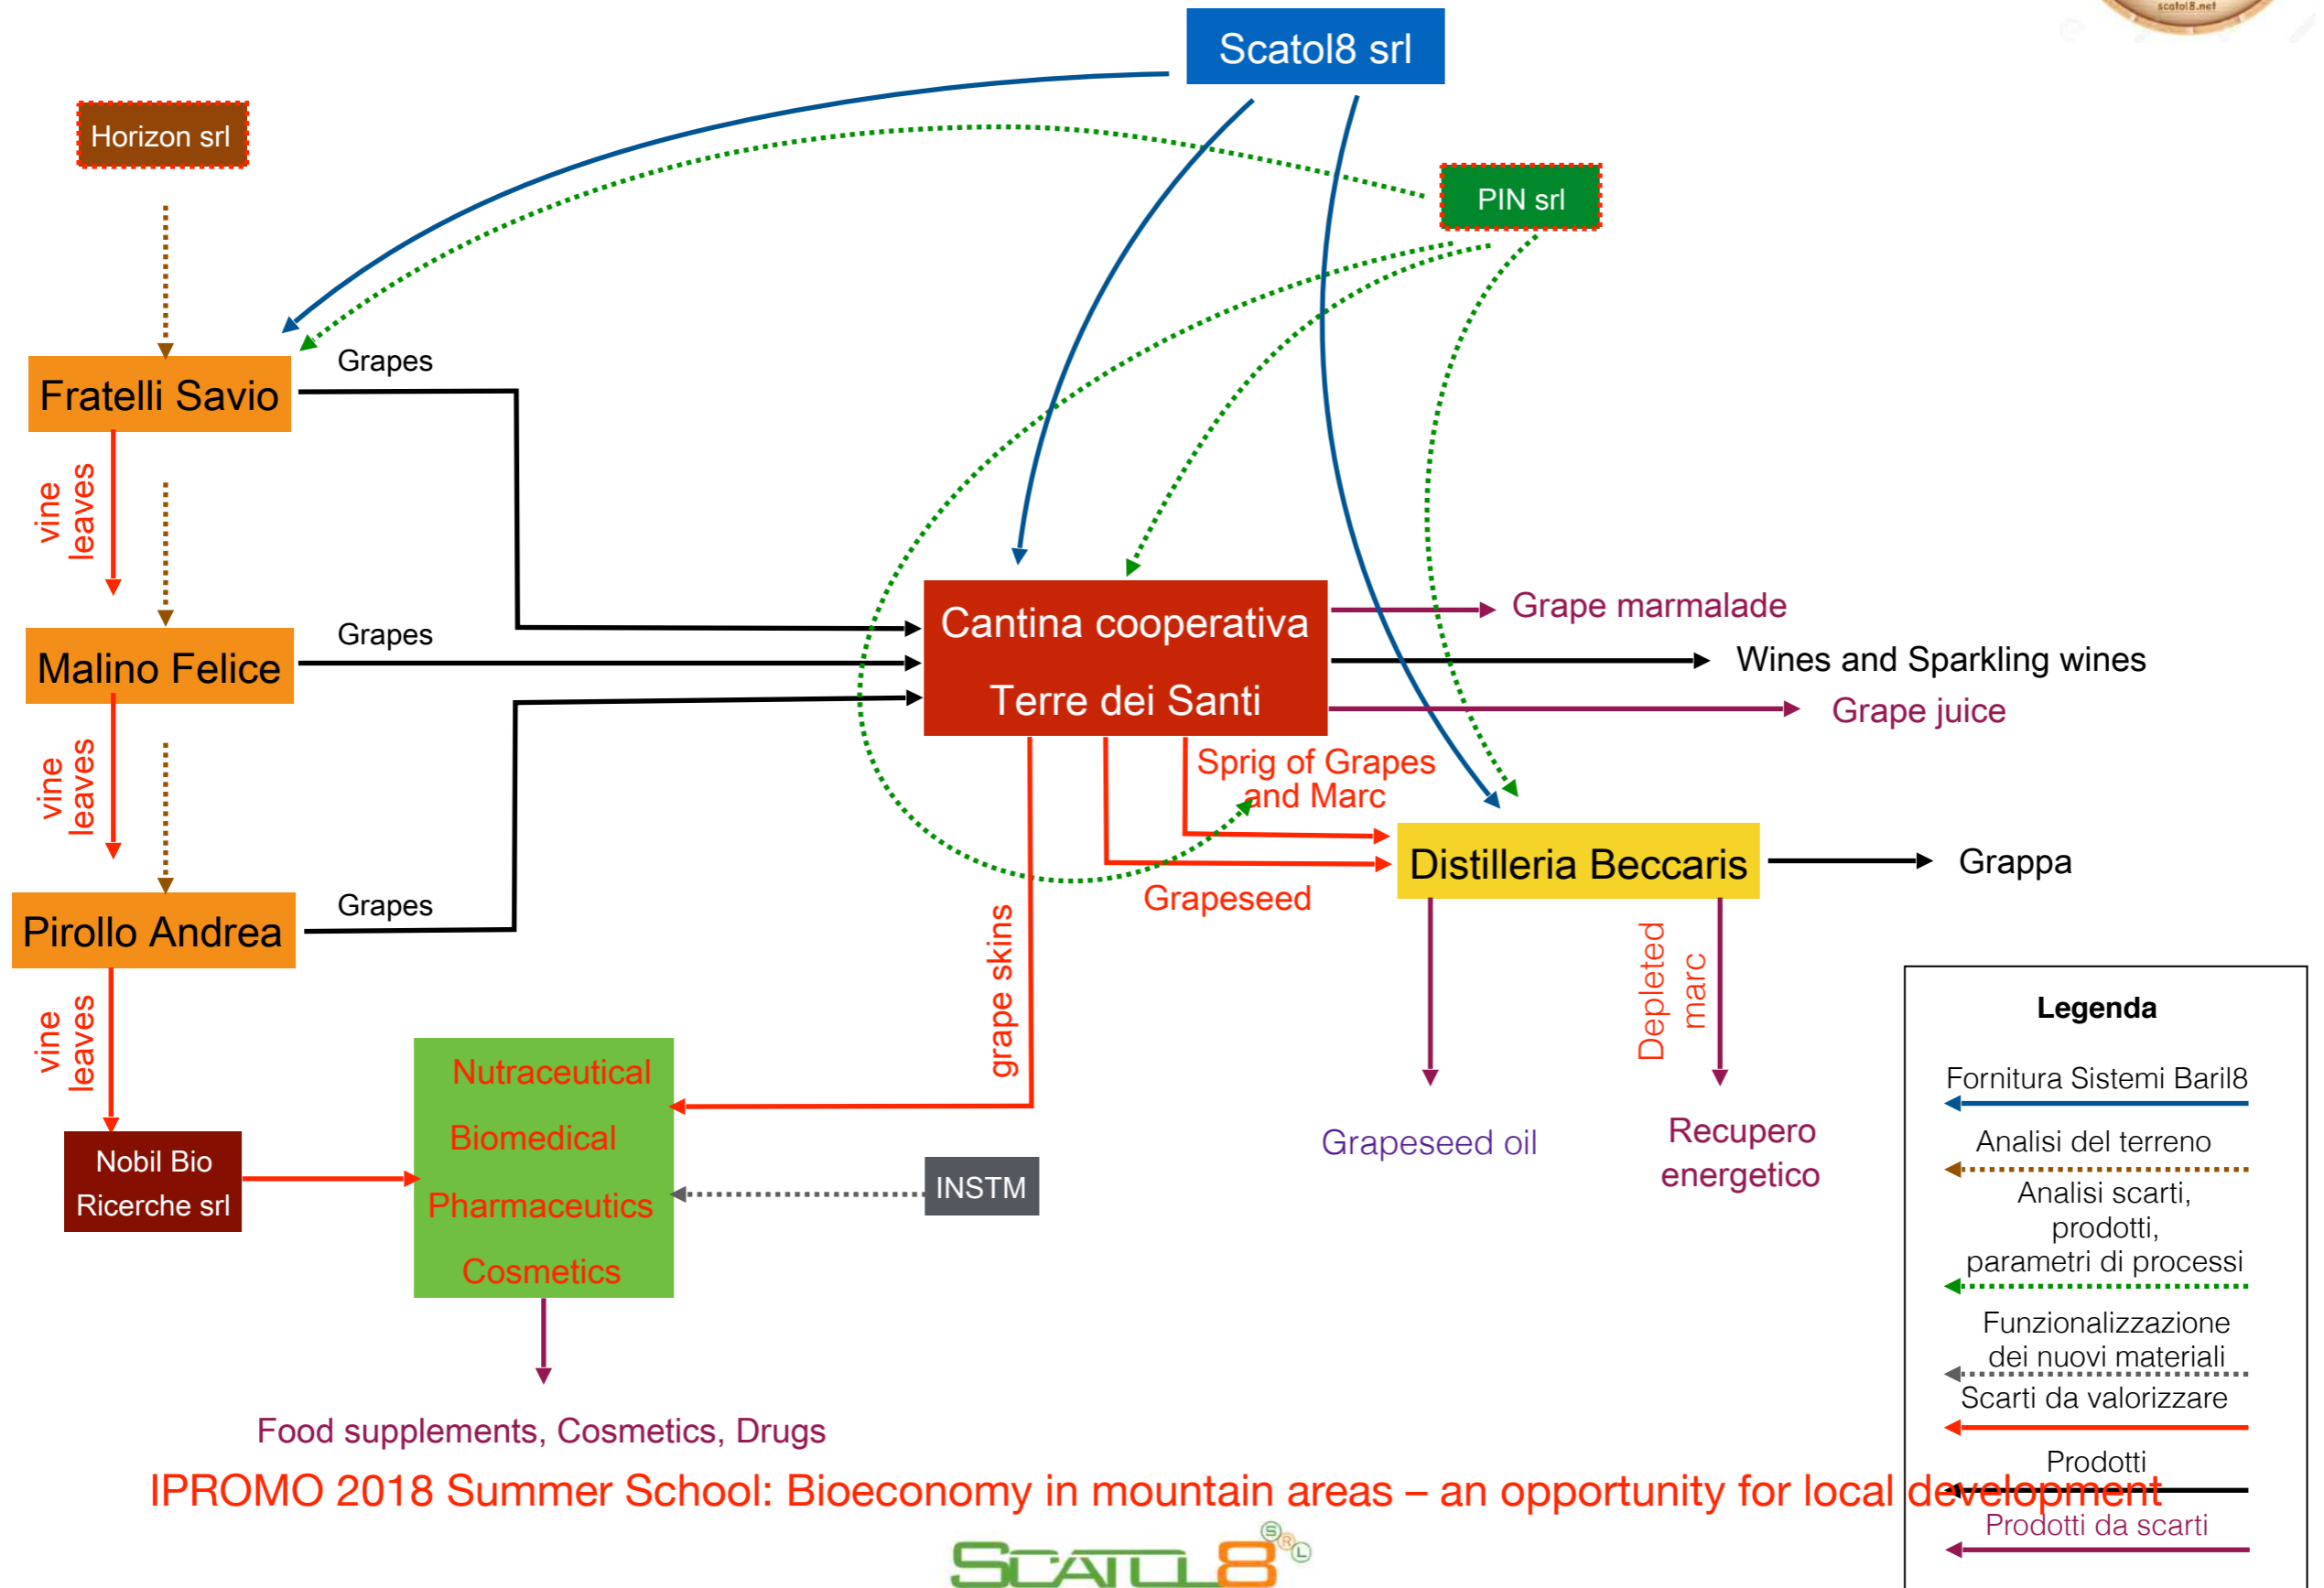 scatol8.net
Scatol8 srl
Horizon srl
PIN srl
Fratelli Savio
Grapes
vine
leaves
Malino Felice
Grapes
vine
leaves
Pirollo Andrea
Grapes
vine
leaves
Cantina cooperativa
Terre dei Santi
Grape marmalade
Wines and Sparkling wines
Grape juice
Sprig of Grapes
and Marc
Grapeseed
grape skins
Distilleria Beccaris
Grappa
Depleted
marc
Grapeseed oil
Recupero
energetico
Nobil Bio
Ricerche srl
Nutraceutical
Biomedical
Pharmaceutics
Cosmetics
INSTM
Food supplements, Cosmetics, Drugs
Legenda
Fornitura Sistemi Baril8
Analisi del terreno
Analisi scarti,
prodotti,
parametri di processi
Funzionalizzazione
dei nuovi materiali
Scarti da valorizzare
Prodotti
Prodotti da scarti
IPROMO 2018 Summer School: Bioeconomy in mountain areas – an opportunity for local development
SCATOL8 SRL